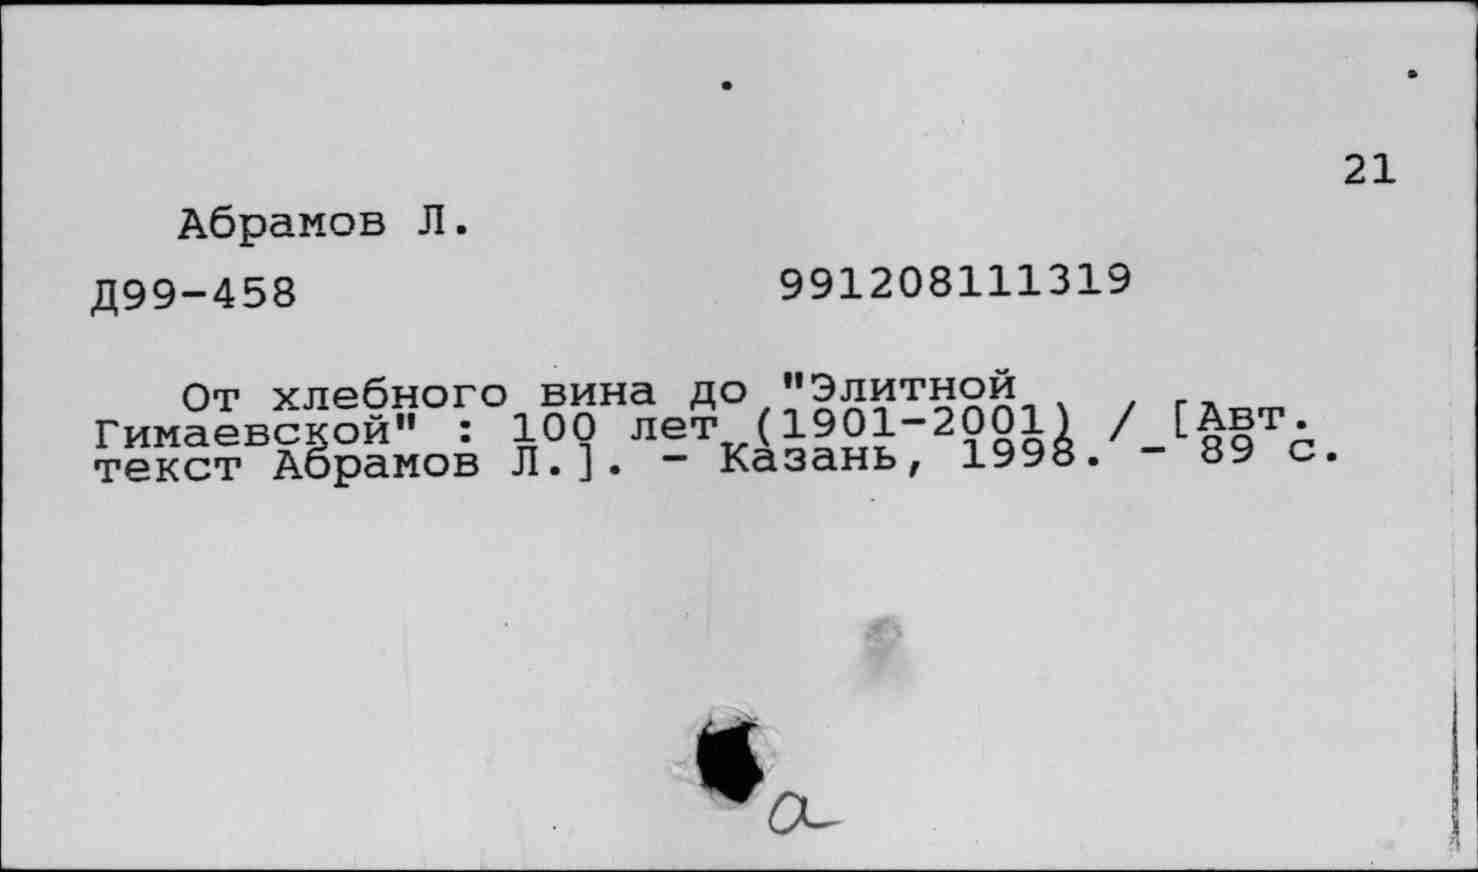 21
Абрамов Л.
Д99-458 991208111319
От хлебного вина до "Элитной
Гимаевской" : 100 лет (1901-2001) / [Авт.
текст Абрамов Л.]. - Казань, 1998. - 89 с.
а